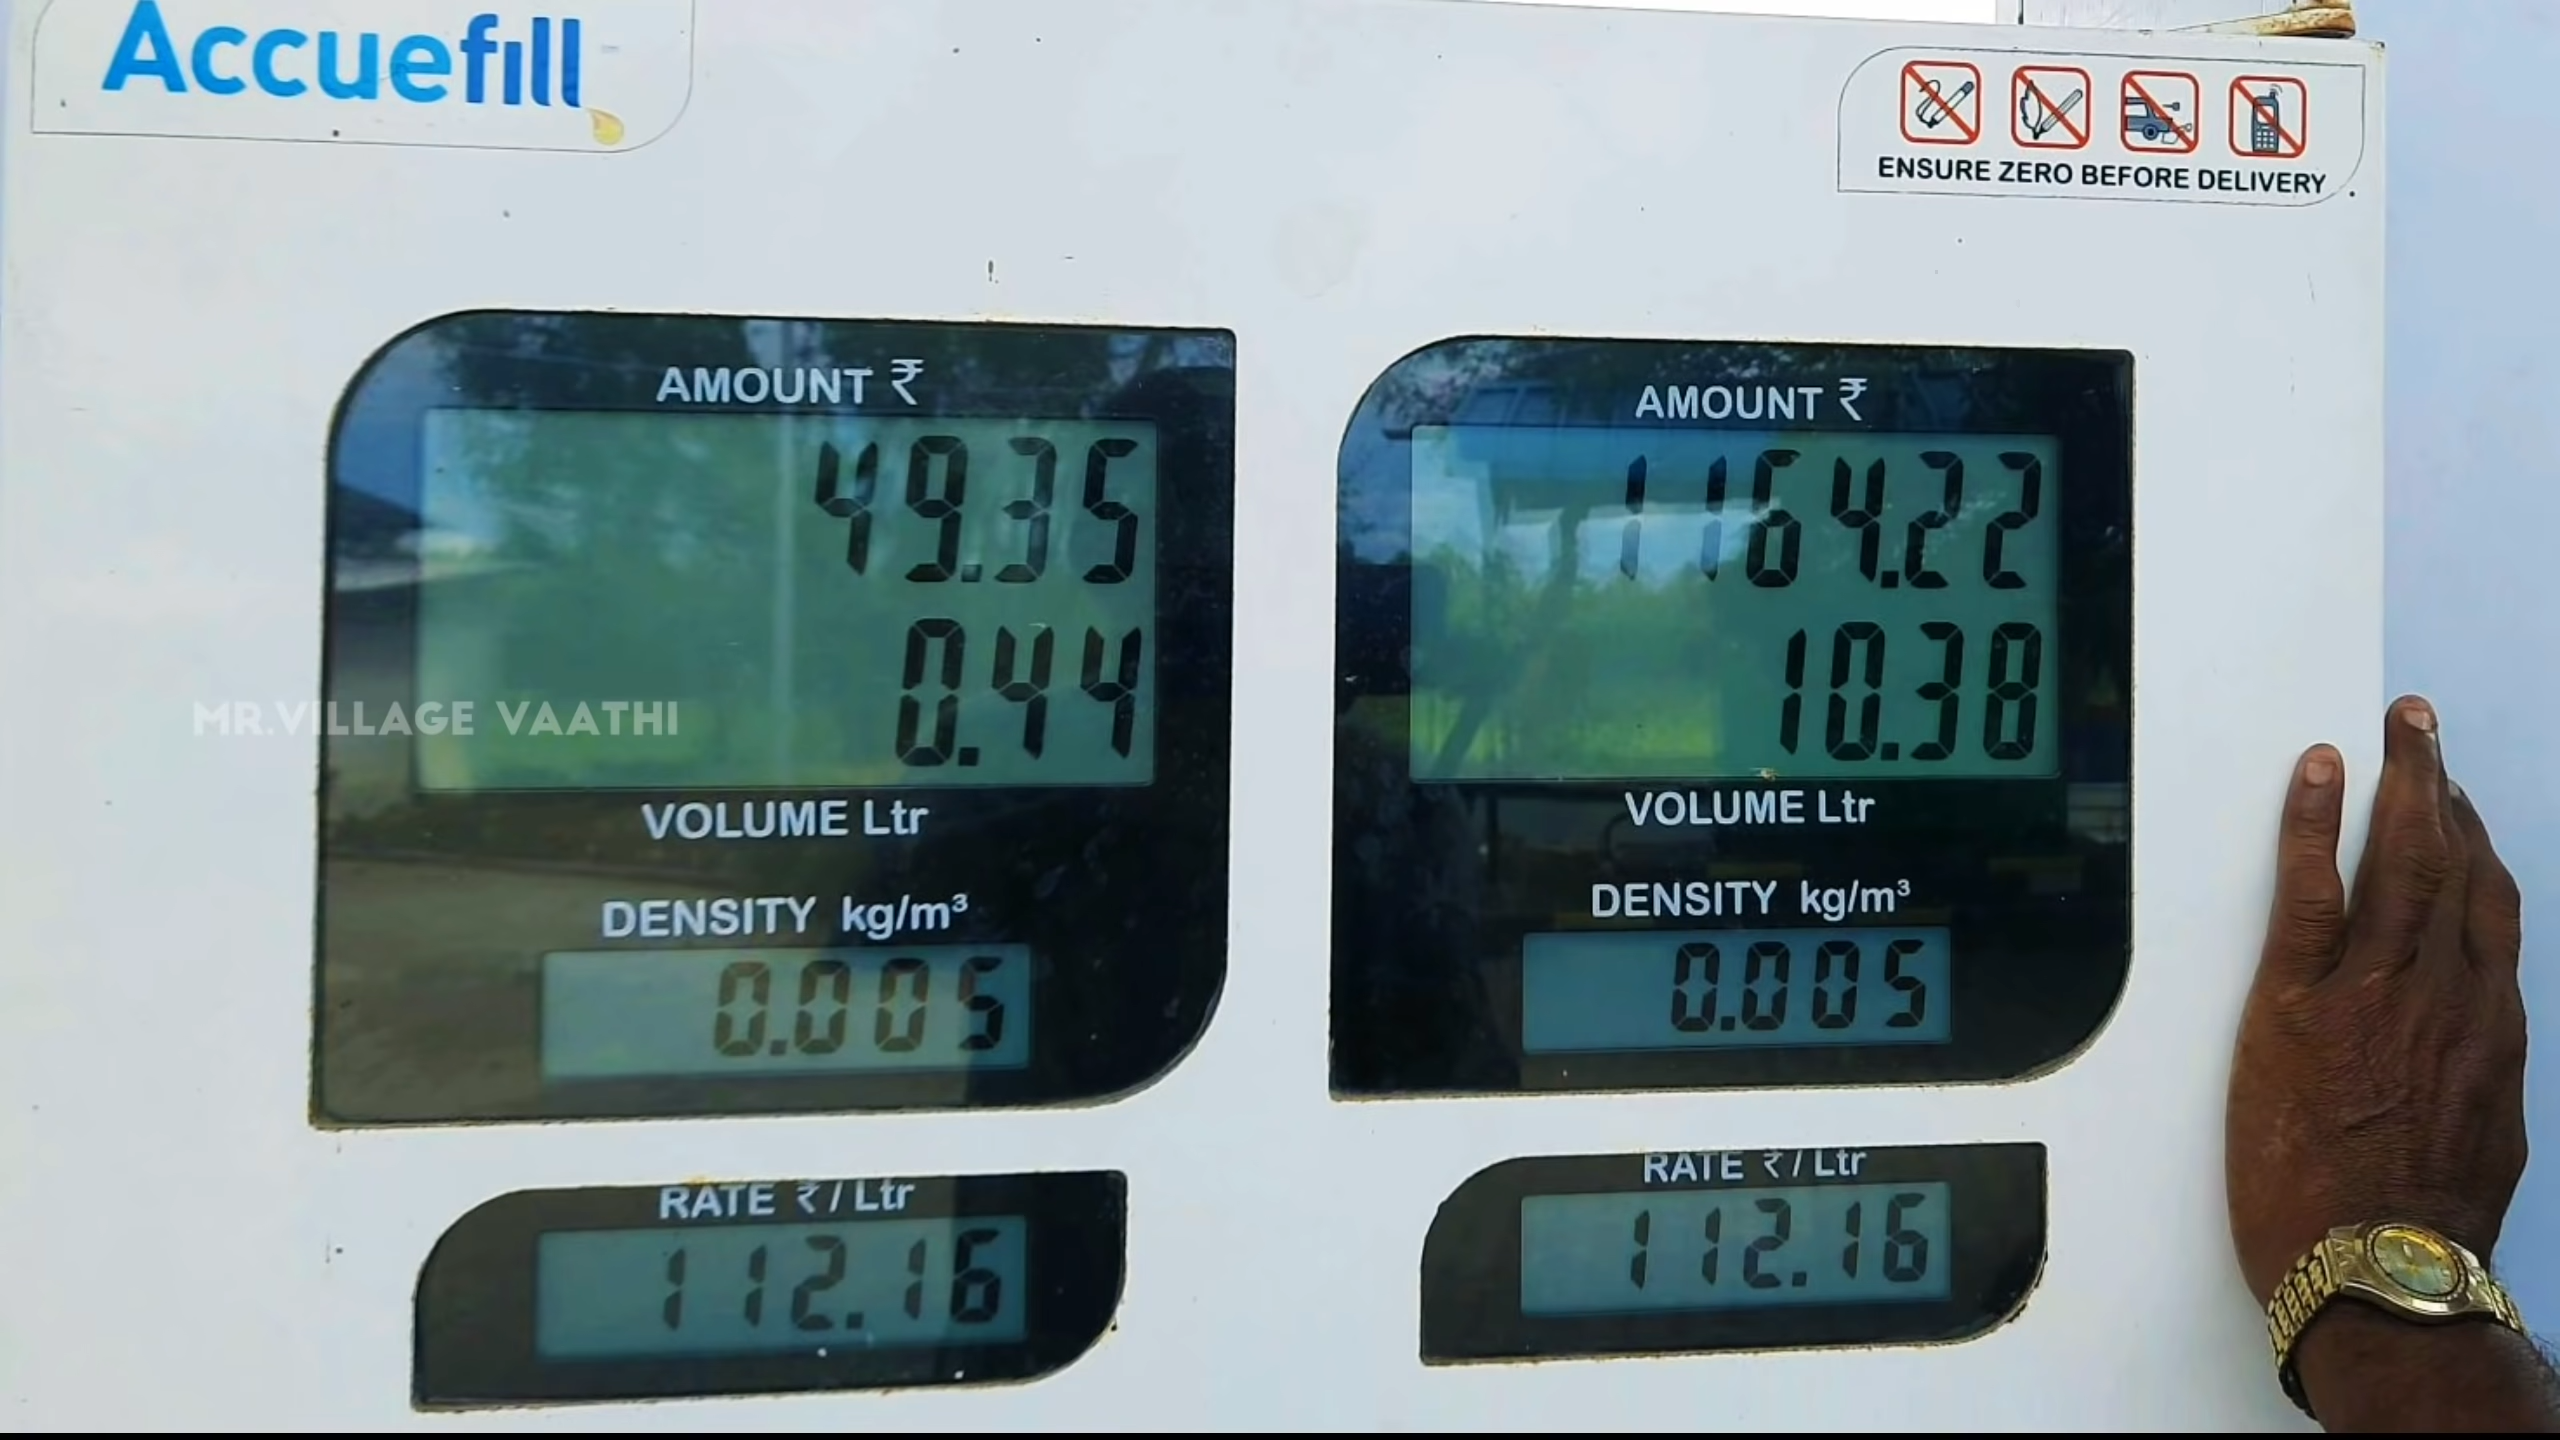 Accuefill
ENSURE ZERO BEFORE DELIVERY
AMOUNT ₹
49.35
0.44
VOLUME Ltr
DENSITY kg/m³
0.005
RATE ₹/Ltr
112.16
AMOUNT ₹
1164.22
10.38
VOLUME Ltr
DENSITY kg/m³
0.005
RATE ₹/Ltr
112.16
MR.VILLAGE VAATHI